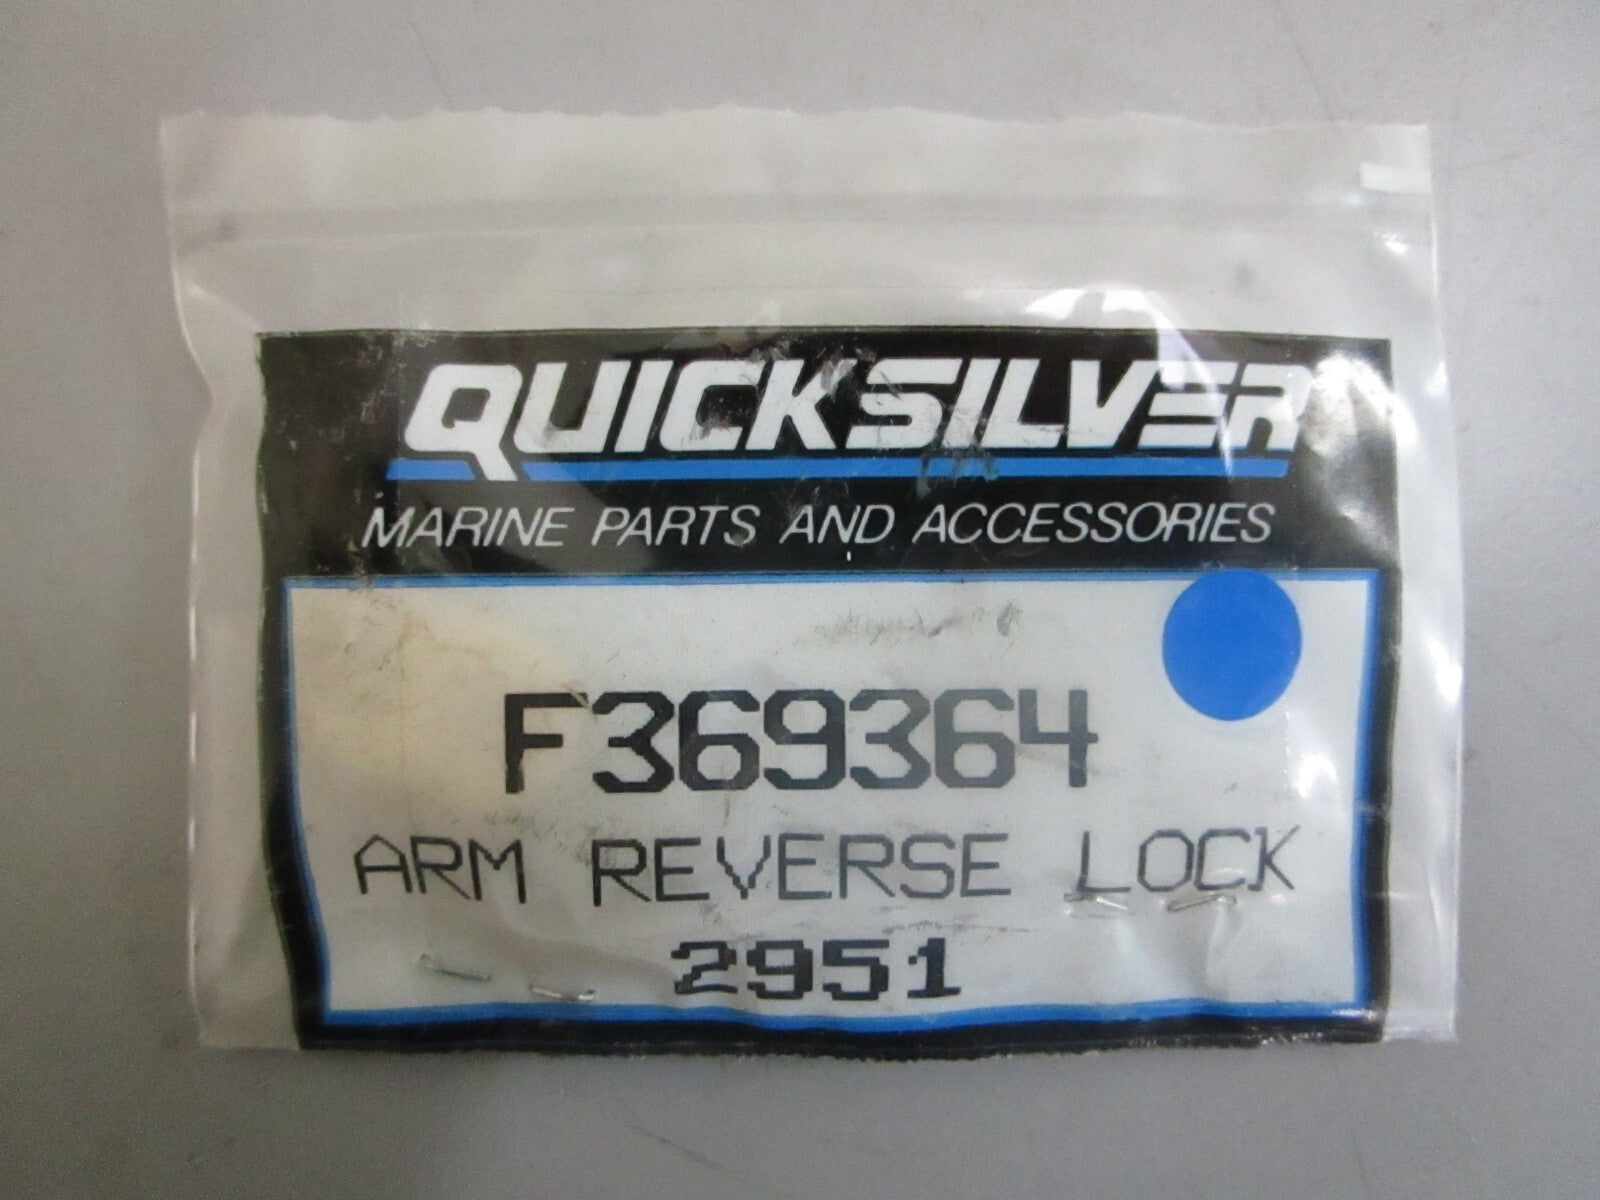 QUICKSILVER
MARINE PARTS AND ACCESSORIES
F369364
ARM REVERSE LOCK
2951